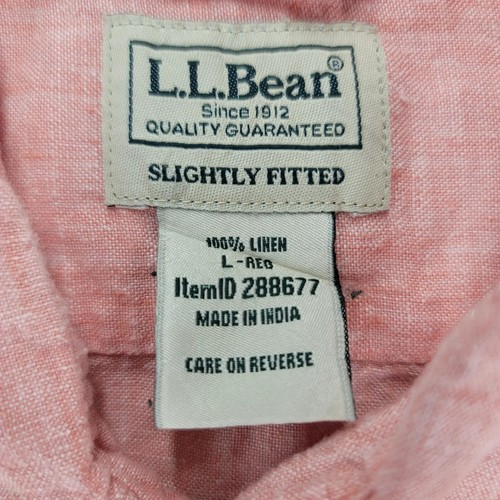 L.L.Bean®
Since 1912
QUALITY GUARANTEED
SLIGHTLY FITTED
100% LINEN
L-REG
ItemID 288677
MADE IN INDIA
CARE ON REVERSE